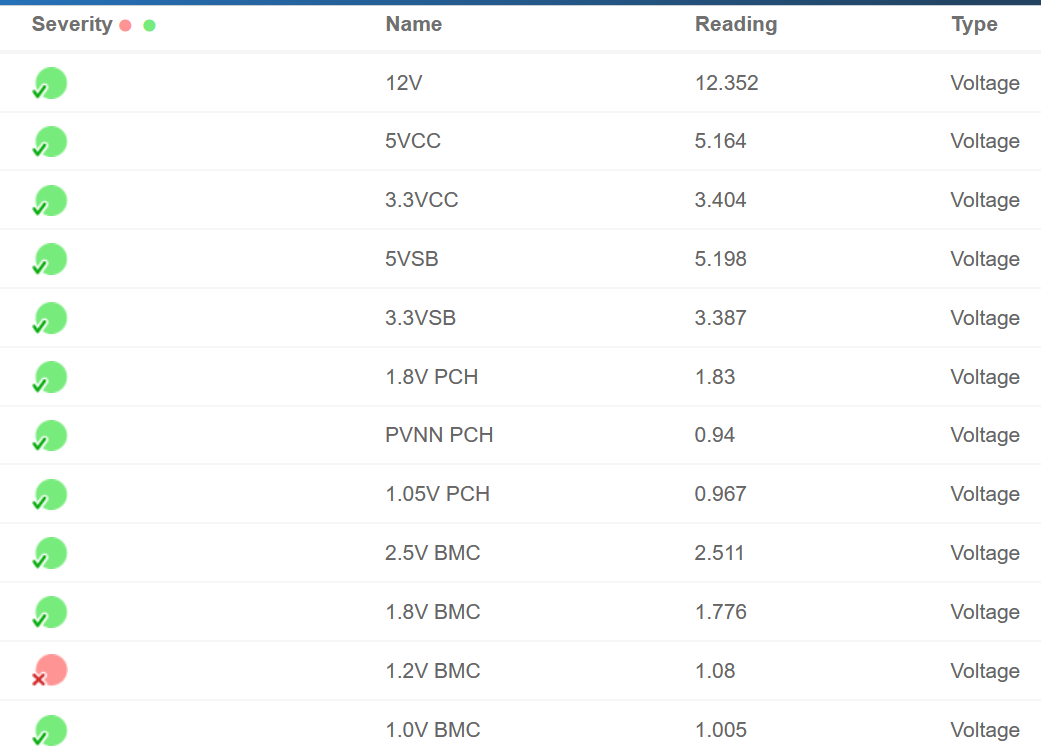 Severity Name Reading Type
12V 12.352 Voltage
5VCC 5.164 Voltage
3.3VCC 3.404 Voltage
5VSB 5.198 Voltage
3.3VSB 3.387 Voltage
1.8V PCH 1.83 Voltage
PVNN PCH 0.94 Voltage
1.05V PCH 0.967 Voltage
2.5V BMC 2.511 Voltage
1.8V BMC 1.776 Voltage
1.2V BMC 1.08 Voltage
1.0V BMC 1.005 Voltage